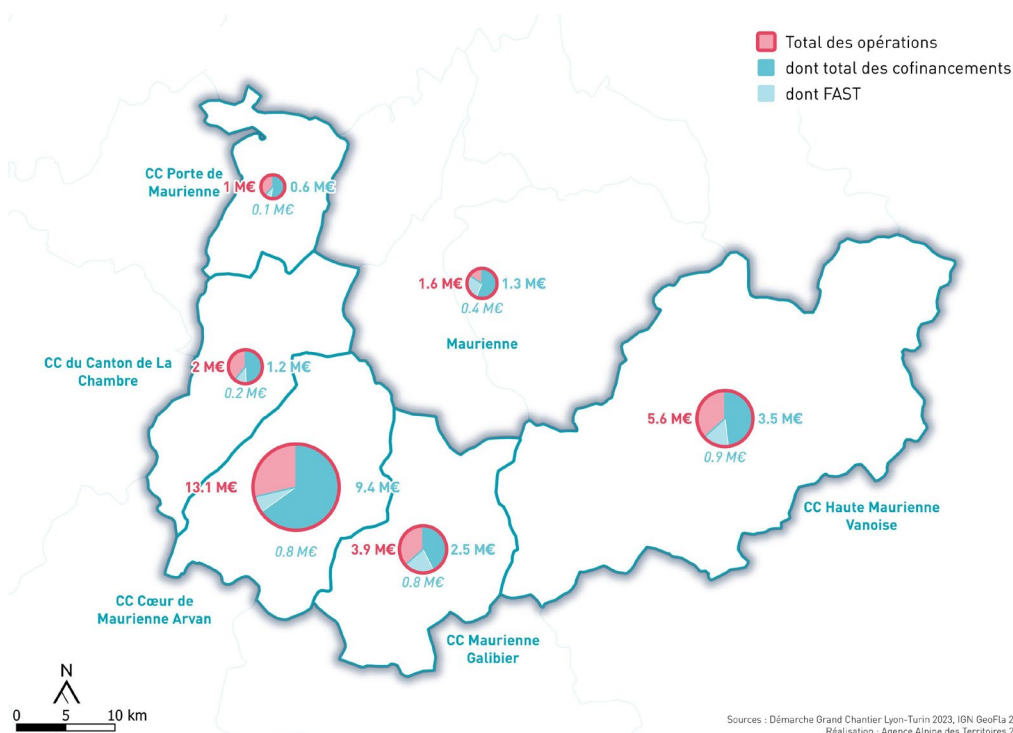 Total des opérations
dont total des cofinancements
dont FAST
CC Porte de
Maurienne
1 M€
0.6 M€
0.1 M€
1.6 M€
1.3 M€
0.4 M€
Maurienne
CC du Canton de La
Chambre
2 M€
1.2 M€
0.2 M€
5.6 M€
3.5 M€
0.9 M€
13.1 M€
9.4 M€
0.8 M€
3.9 M€
2.5 M€
0.8 M€
CC Haute Maurienne
Vanoise
CC Cœur de
Maurienne Arvan
CC Maurienne
Galibier
N
0 5 10 km
Sources : Démarche Grand Chantier Lyon-Turin 2023, IGN GeoFla 2
Réalisation : Agence Alpine des Territoires 2